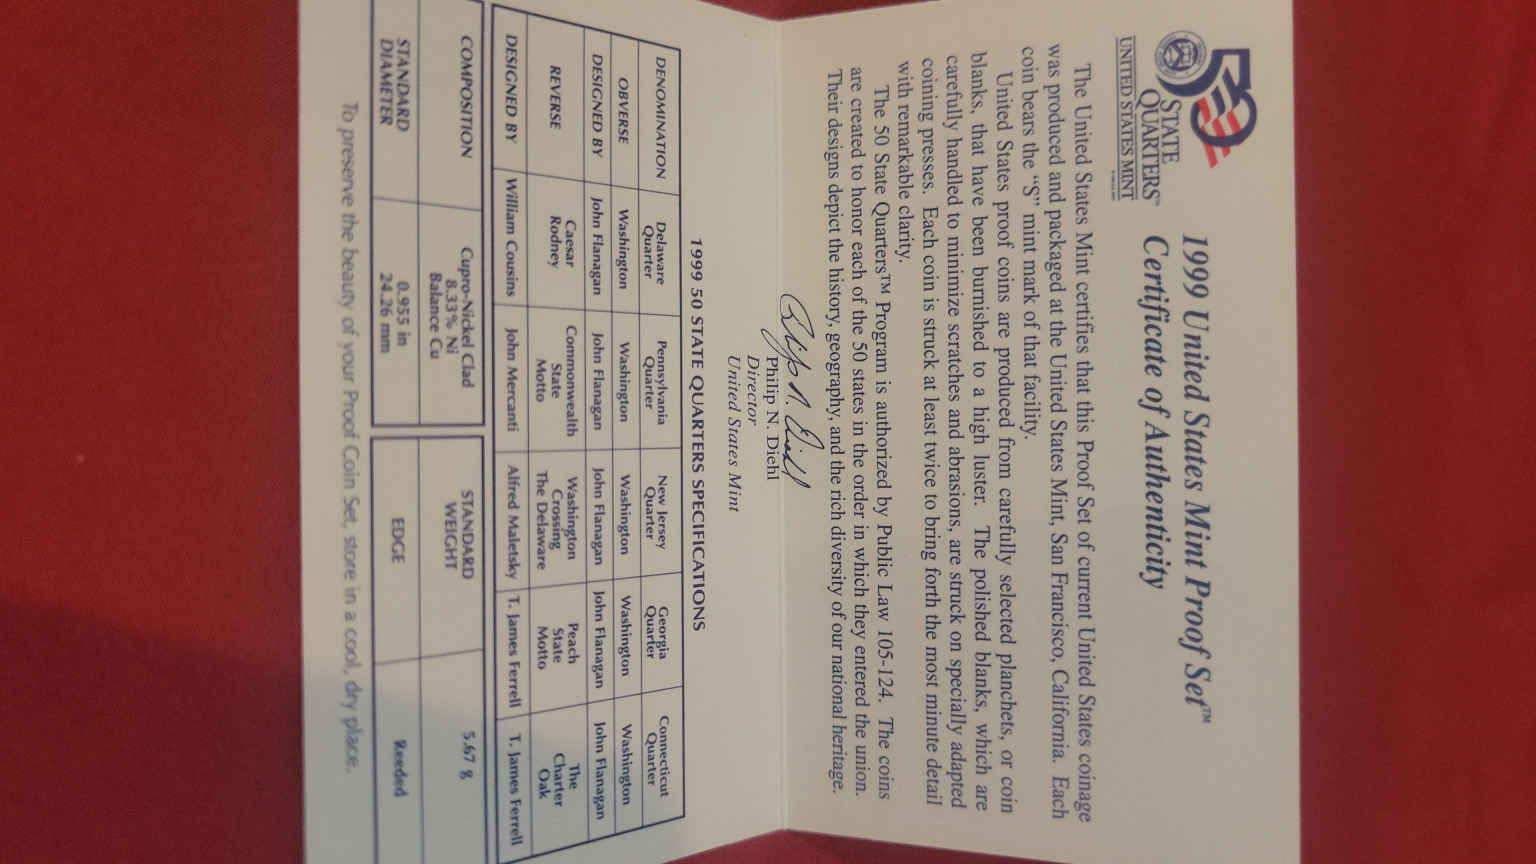 50
STATE
QUARTERS™
UNITED STATES MINT
1999 United States Mint Proof Set™
Certificate of Authenticity
The United States Mint certifies that this Proof Set of current United States coinage
was produced and packaged at the United States Mint, San Francisco, California. Each
coin bears the “S” mint mark of that facility.
United States proof coins are produced from carefully selected planchets, or coin
blanks, that have been burnished to a high luster. The polished blanks, which are
carefully handled to minimize scratches and abrasions, are struck on specially adapted
coining presses. Each coin is struck at least twice to bring forth the most minute detail
with remarkable clarity.
The 50 State Quarters™ Program is authorized by Public Law 105-124. The coins
are created to honor each of the 50 states in the order in which they entered the union.
Their designs depict the history, geography, and the rich diversity of our national heritage.
Philip N. Diehl
Philip N. Diehl
Director
United States Mint
1999 50 STATE QUARTERS SPECIFICATIONS
DENOMINATION Delaware Quarter Pennsylvania Quarter New Jersey Quarter Georgia Quarter Connecticut Quarter
OBVERSE Washington Washington Washington Washington Washington
DESIGNED BY John Flanagan John Flanagan John Flanagan John Flanagan John Flanagan
REVERSE Caesar Rodney Commonwealth State Motto Washington Crossing The Delaware Peach State Motto The Charter Oak
DESIGNED BY William Cousins John Mercanti Alfred Maletsky T. James Ferrell T. James Ferrell
COMPOSITION Cupro-Nickel Clad 8.33% Ni Balance Cu STANDARD WEIGHT 5.67 g
STANDARD DIAMETER 0.955 in 24.26 mm EDGE Reeded
To preserve the beauty of your Proof Coin Set, store in a cool, dry place.